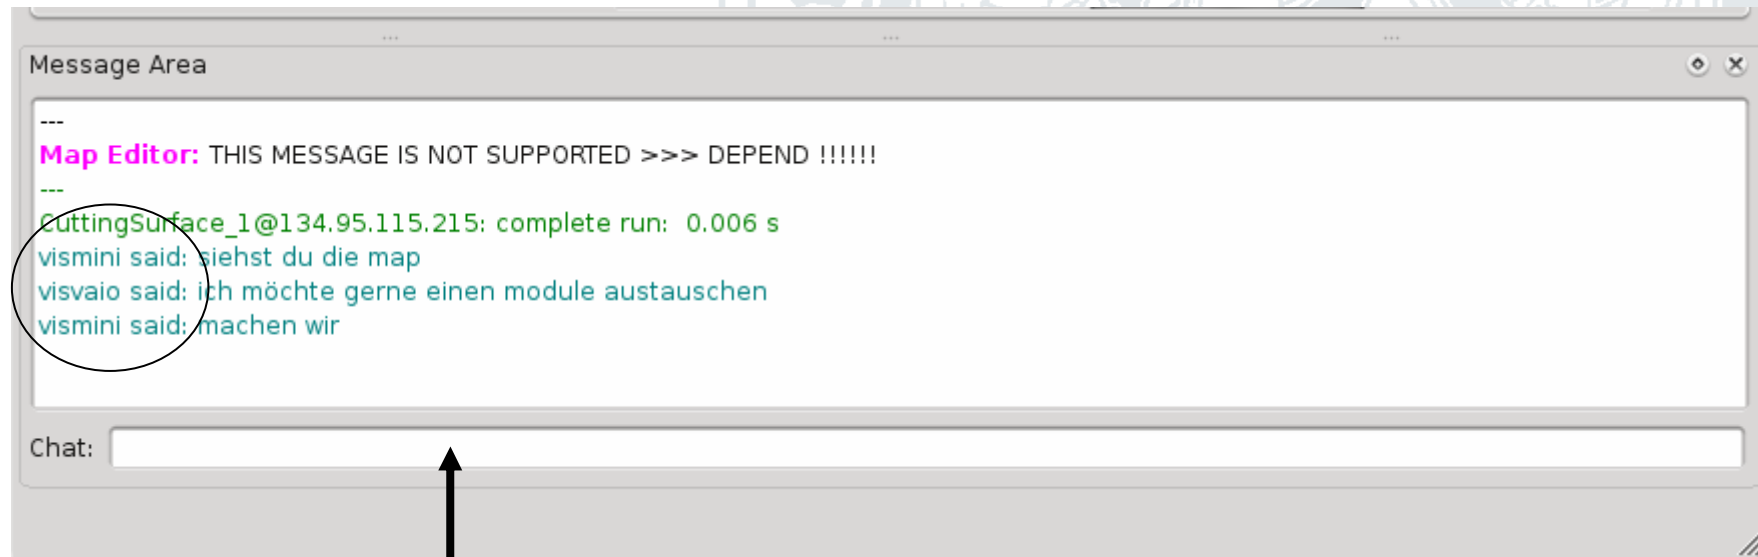 Message Area
---
Map Editor: THIS MESSAGE IS NOT SUPPORTED >>> DEPEND !!!!!!
---
CuttingSurface_1@134.95.115.215: complete run:  0.006 s
vismini said: siehst du die map
visvaio said: ich möchte gerne einen module austauschen
vismini said: machen wir
Chat: